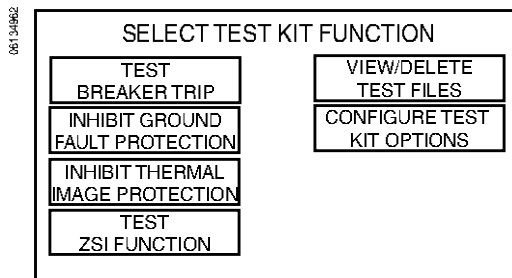 06134962
SELECT TEST KIT FUNCTION
TEST
BREAKER TRIP
INHIBIT GROUND
FAULT PROTECTION
INHIBIT THERMAL
IMAGE PROTECTION
TEST
ZSI FUNCTION
VIEW/DELETE
TEST FILES
CONFIGURE TEST
KIT OPTIONS